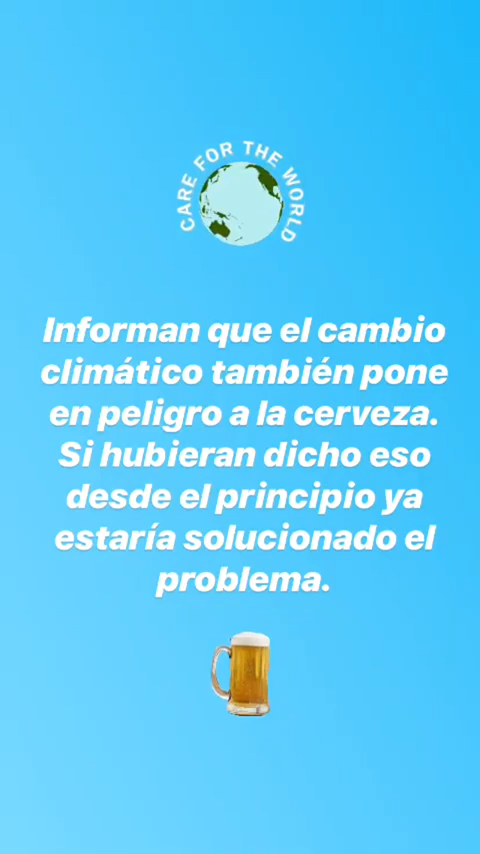 CARE FOR THE WORLD
Informan que el cambio
climático también pone
en peligro a la cerveza.
Si hubieran dicho eso
desde el principio ya
estaría solucionado el
problema.